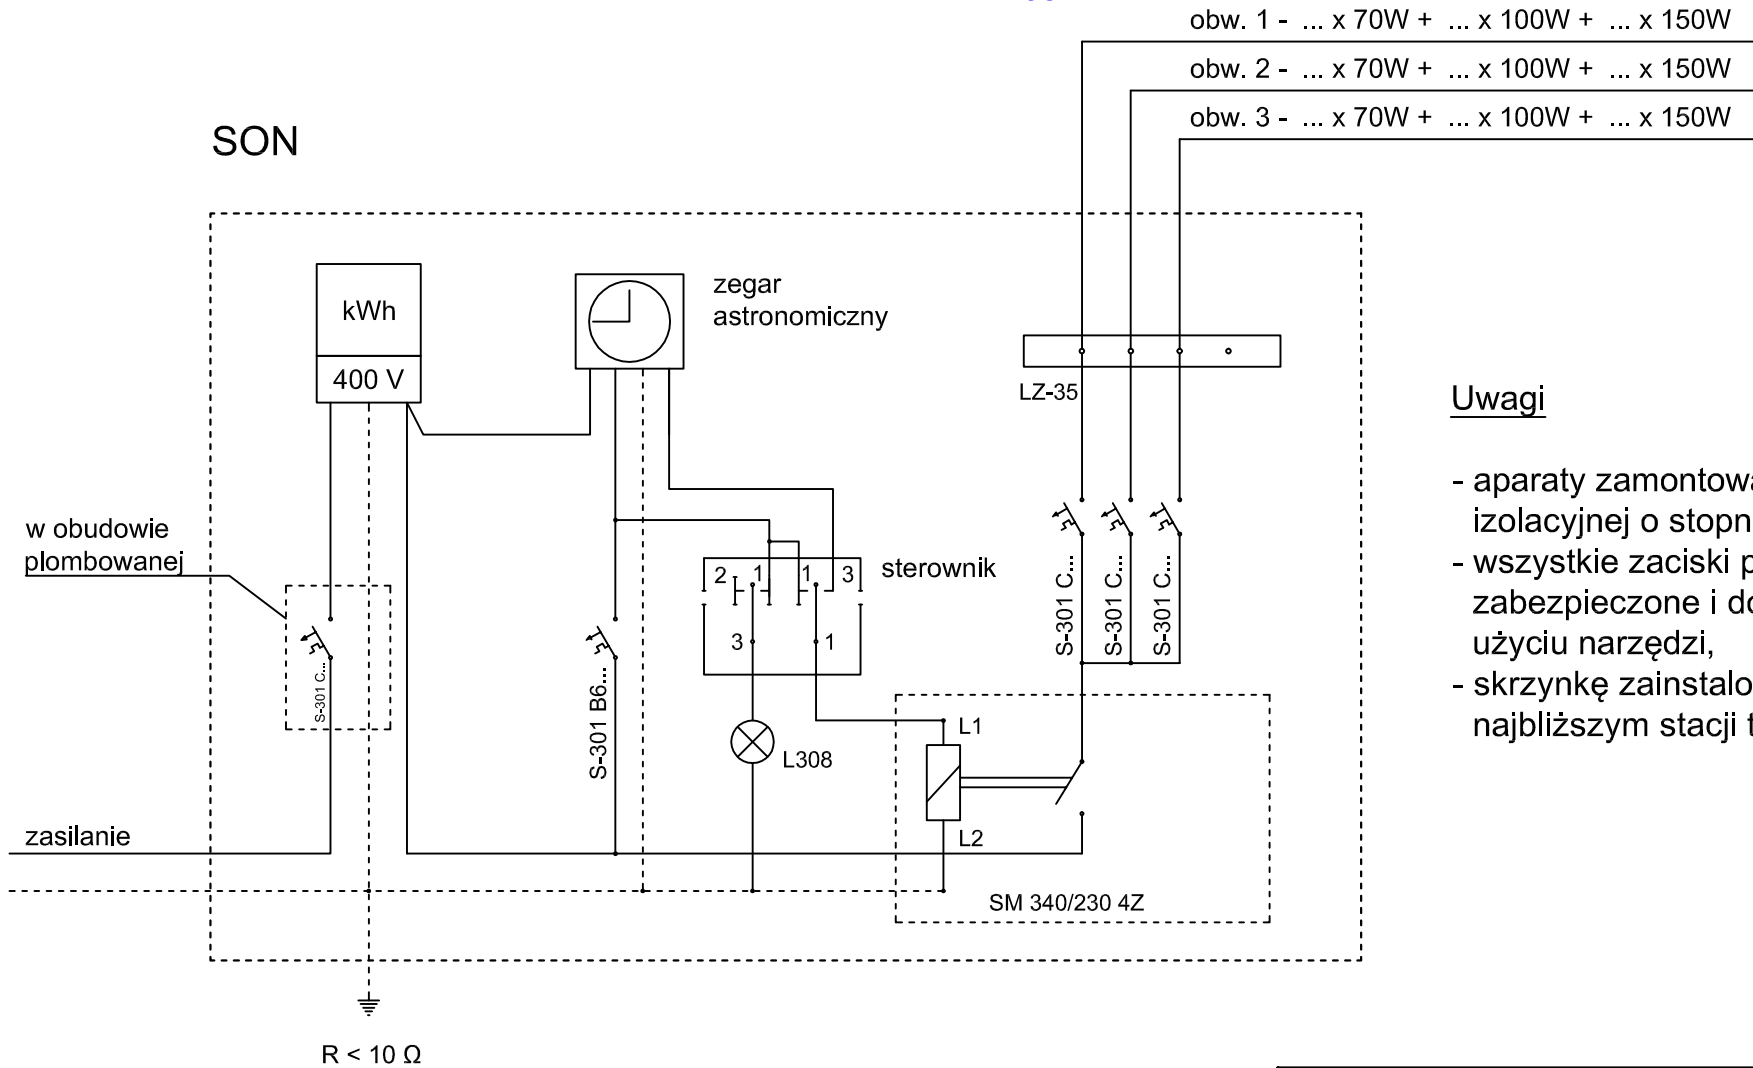 obw. 1 - ... x 70W + ... x 100W + ... x 150W
obw. 2 - ... x 70W + ... x 100W + ... x 150W
obw. 3 - ... x 70W + ... x 100W + ... x 150W
SON
kWh
400 V
zegar
astronomiczny
LZ-35
Uwagi
- aparaty zamontowa
izolacyjnej o stopn
- wszystkie zaciski p
zabezpieczone i do
użyciu narzędzi,
- skrzynkę zainstalo
najbliższym stacji t
w obudowie
plombowanej
sterownik
2 1 1 3
3 1
S-301 C...
S-301 B6...
S-301 C...
S-301 C...
S-301 C...
L308
L1
L2
SM 340/230 4Z
zasilanie
R < 10 Ω